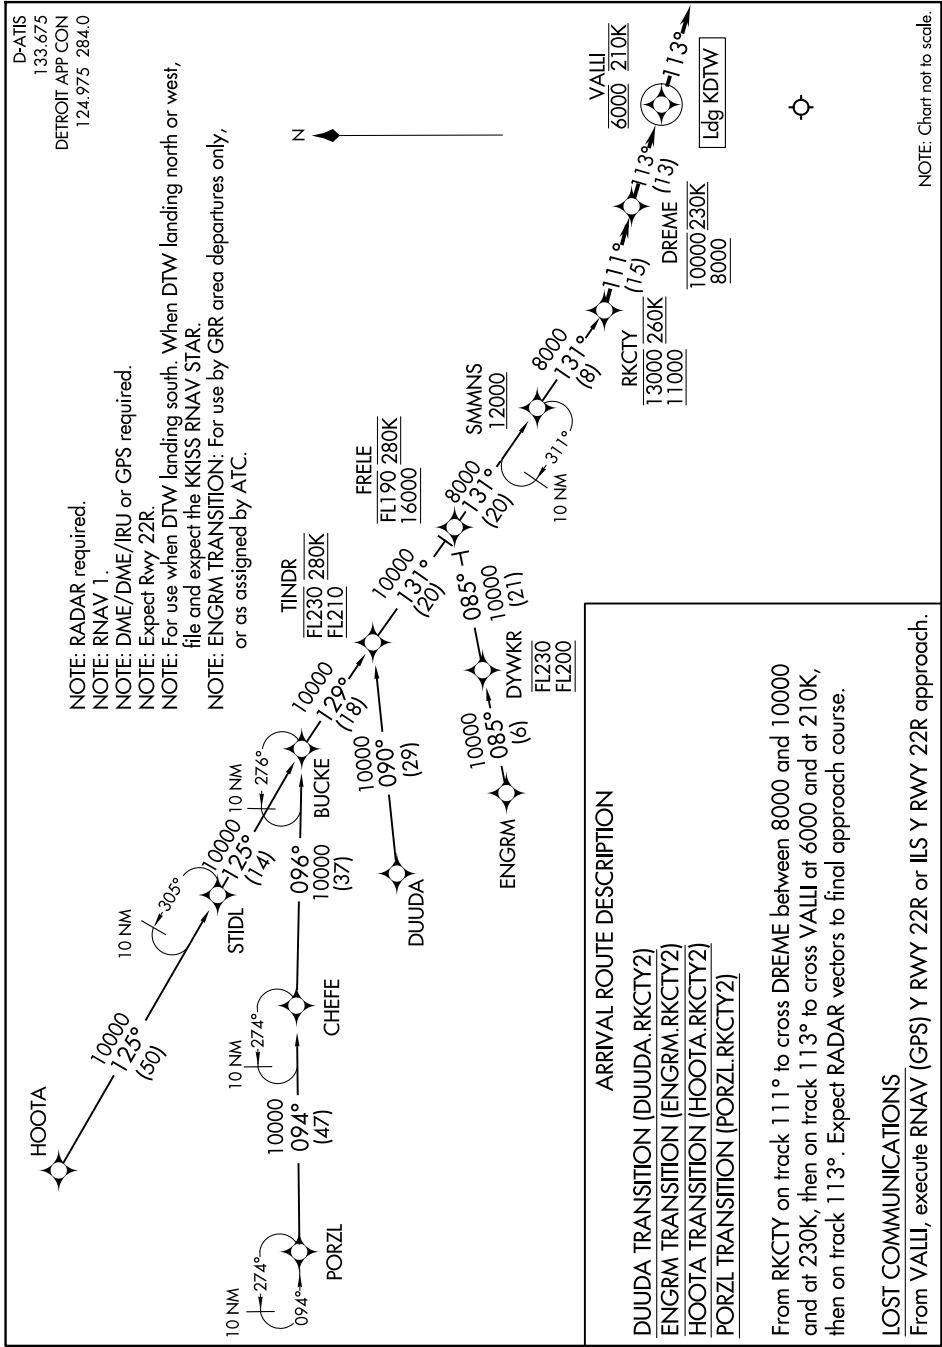 D-ATIS
133.675
DETROIT APP CON
124.975 284.0
NOTE: RADAR required.
NOTE: RNAV 1.
NOTE: DME/DME/IRU or GPS required.
NOTE: Expect Rwy 22R.
NOTE: For use when DTW landing south. When DTW landing north or west,
file and expect the KKISS RNAV STAR.
NOTE: ENGRM TRANSITION: For use by GRR area departures only,
or as assigned by ATC.
N
HOOTA
10000
125°
(50)
10 NM
305°
STIDL
10000
125°
(14)
10 NM
276°
BUCKE
10000
129°
(18)
TINDR
FL230 280K
FL210
10000
131°
(20)
FRELE
FL190 280K
16000
8000
131°
(20)
SMMNS
12000
10 NM
311°
8000
131°
(8)
RKCTY
13000 260K
11000
111°
(15)
DREME
10000 230K
8000
113°
(13)
VALLI
6000 210K
113°
Ldg KDTW
10 NM
274°
094°
PORZL
10000
094°
(47)
10 NM
274°
CHEFE
096°
10000
(37)
DUUDA
10000
090°
(29)
ENGRM
10000
085°
(6)
DYWKR
FL230
FL200
085°
10000
(21)
NOTE: Chart not to scale.
ARRIVAL ROUTE DESCRIPTION
DUUDA TRANSITION (DUUDA.RKCTY2)
ENGRM TRANSITION (ENGRM.RKCTY2)
HOOTA TRANSITION (HOOTA.RKCTY2)
PORZL TRANSITION (PORZL.RKCTY2)
From RKCTY on track 111° to cross DREME between 8000 and 10000
and at 230K, then on track 113° to cross VALLI at 6000 and at 210K,
then on track 113°. Expect RADAR vectors to final approach course.
LOST COMMUNICATIONS
From VALLI, execute RNAV (GPS) Y RWY 22R or ILS Y RWY 22R approach.